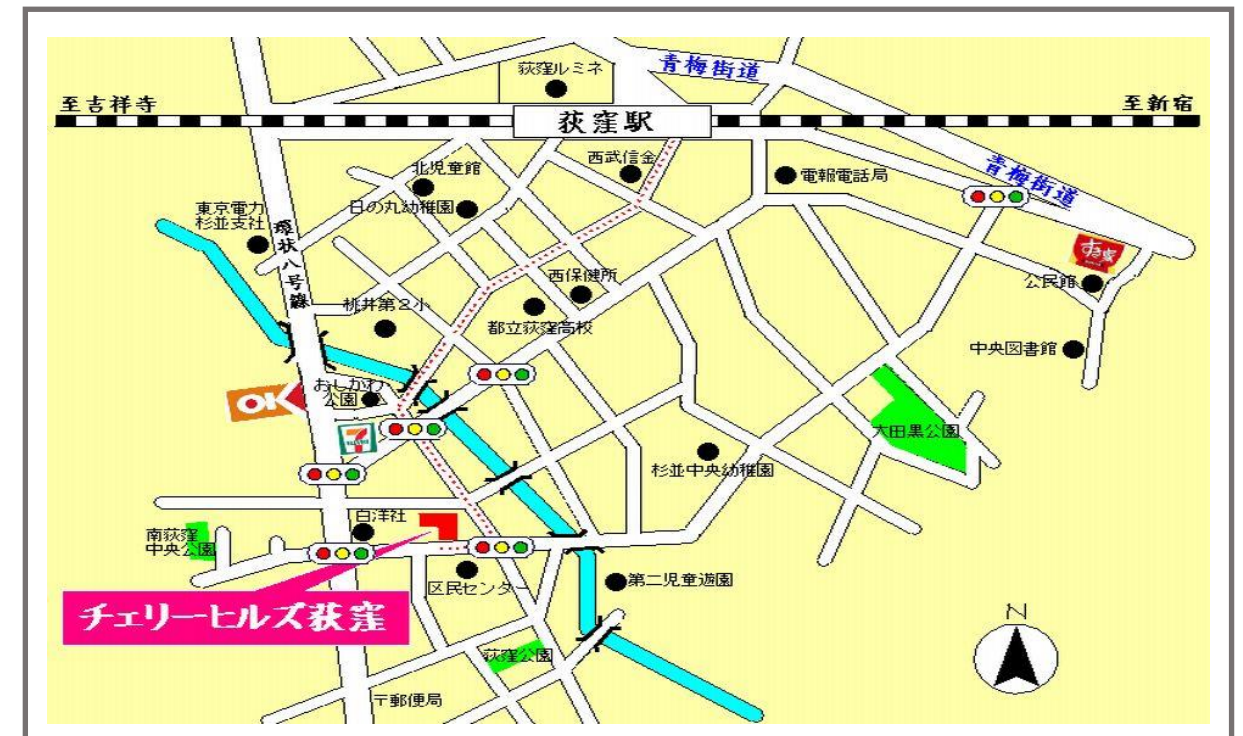 荻窪ルミネ
青梅街道
至吉祥寺
至新宿
荻窪駅
西武信金
北児童館
電報電話局
青梅街道
日の丸幼稚園
東京電力
杉並支社
環状八号線
すき家
西保健所
公民館
桃井第2小
都立荻窪高校
中央図書館
おしかわ
公園
OK
大田黒公園
杉並中央幼稚園
白洋社
南荻窪
中央公園
区民センター
第二児童遊園
チェリーヒルズ荻窪
N
荻窪公園
〒郵便局